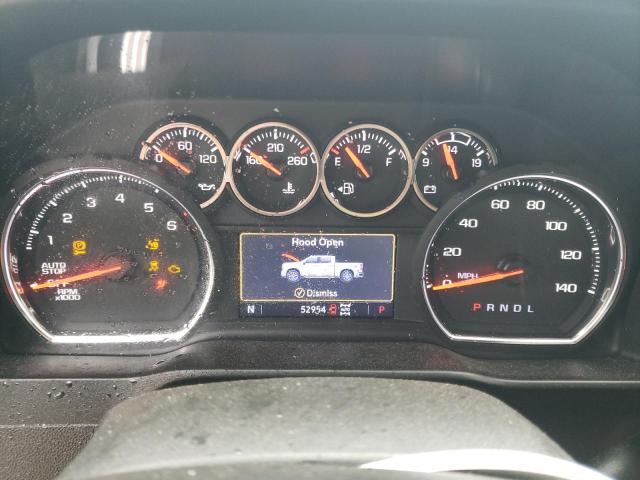 0 60 120
160 210 260
E 1/2 F
9 14 19
1 2 3 4 5 6
AUTO
STOP
OFF
RPM
x1000
Hood Open
Dismiss
N 52954 P
0 20 40 60 80 100 120 140
MPH
P R N D L